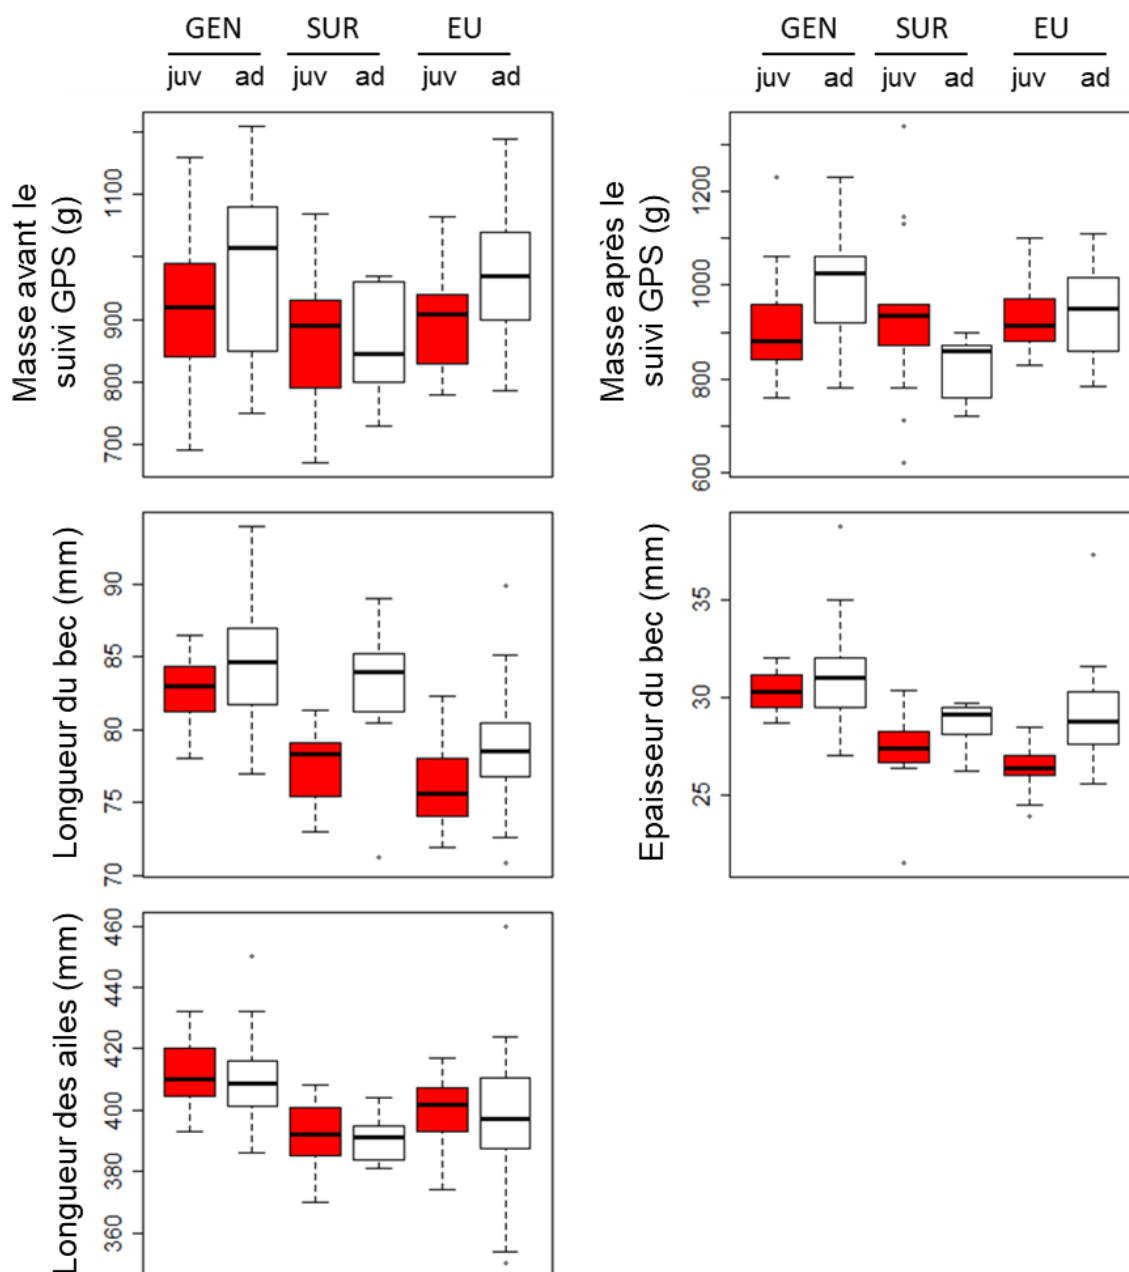 GEN SUR EU
juv ad juv ad juv ad
GEN SUR EU
juv ad juv ad juv ad
Masse avant le
suivi GPS (g)
700 800 900 1100
Masse après le
suivi GPS (g)
600 800 1000 1200
Longueur du bec (mm)
70 75 80 85 90
Epaisseur du bec (mm)
25 30 35
Longueur des ailes (mm)
360 380 400 420 440 460